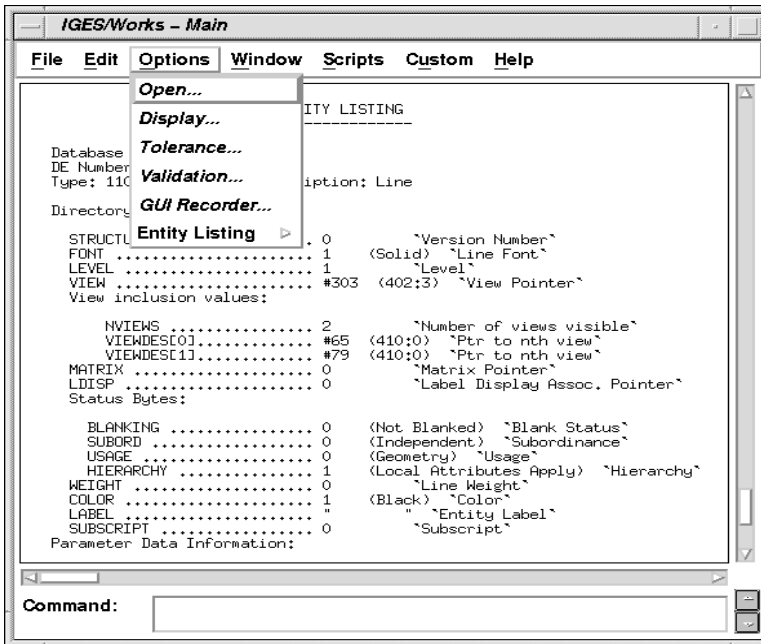 IGES/Works – Main
File Edit Options Window Scripts Custom Help
Open...
Display...
Tolerance...
Validation...
GUI Recorder...
Entity Listing
ITY LISTING
------------
Database
DE Number
Type: 110 iption: Line
Directory
STRUCTU . 0 `Version Number`
FONT ...................... 1 (Solid) `Line Font`
LEVEL ..................... 1 `Level`
VIEW ...................... #303 (402:3) `View Pointer`
View inclusion values:
NVIEWS ................ 2 `Number of views visible`
VIEWDES[0]............. #65 (410:0) `Ptr to nth view`
VIEWDES[1]............. #79 (410:0) `Ptr to nth view`
MATRIX .................... 0 `Matrix Pointer`
LDISP ..................... 0 `Label Display Assoc. Pointer`
Status Bytes:
BLANKING ................ 0 (Not Blanked) `Blank Status`
SUBORD .................. 0 (Independent) `Subordinance`
USAGE ................... 0 (Geometry) `Usage`
HIERARCHY ............... 1 (Local Attributes Apply) `Hierarchy`
WEIGHT .................... 0 `Line Weight`
COLOR ..................... 1 (Black) `Color`
LABEL ..................... " " `Entity Label`
SUBSCRIPT ................. 0 `Subscript`
Parameter Data Information:
Command: